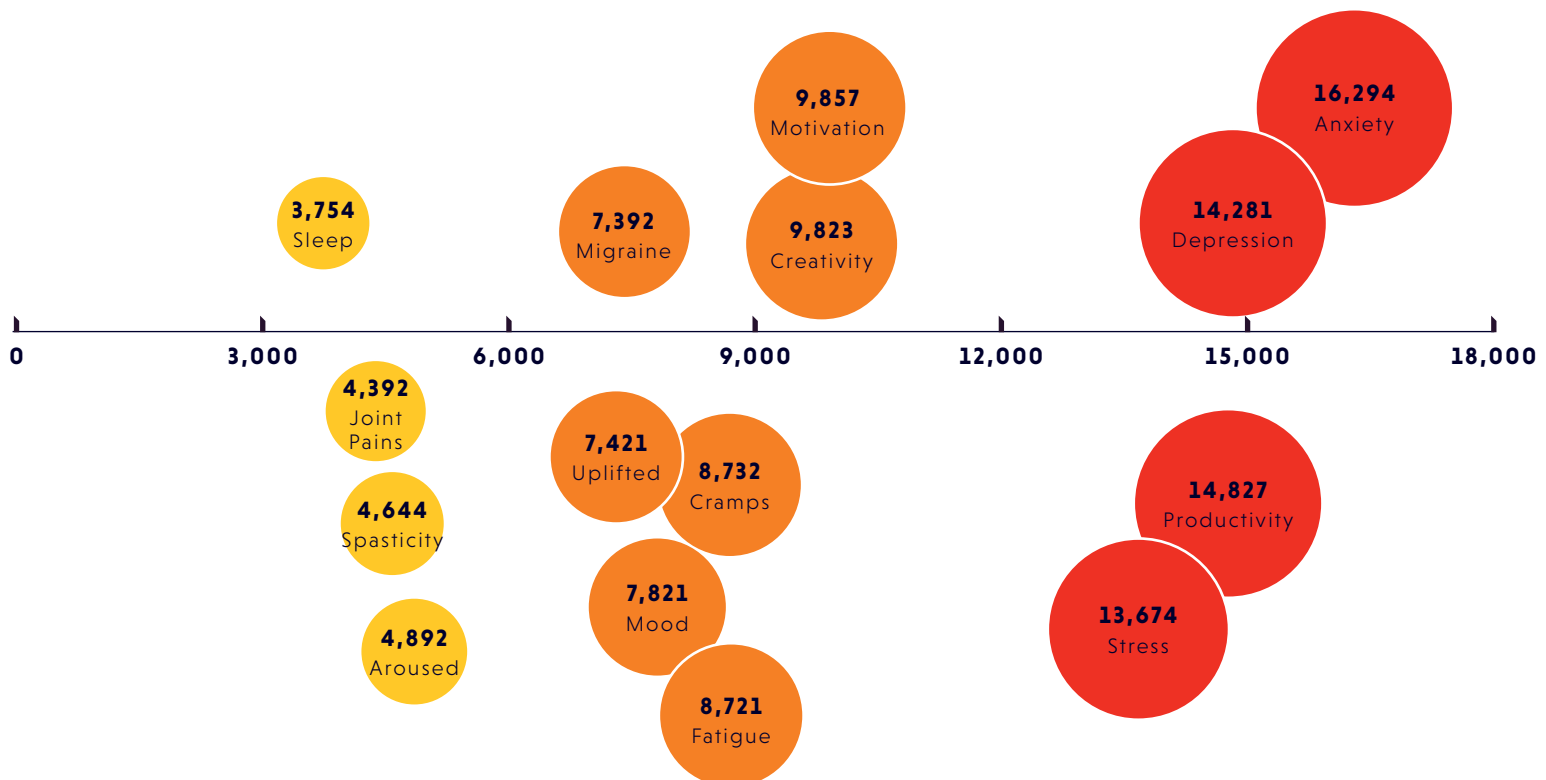 9,857
Motivation
16,294
Anxiety
3,754
Sleep
7,392
Migraine
9,823
Creativity
14,281
Depression
0
3,000
6,000
9,000
12,000
15,000
18,000
4,392
Joint
Pains
7,421
Uplifted
8,732
Cramps
14,827
Productivity
4,644
Spasticity
7,821
Mood
13,674
Stress
4,892
Aroused
8,721
Fatigue